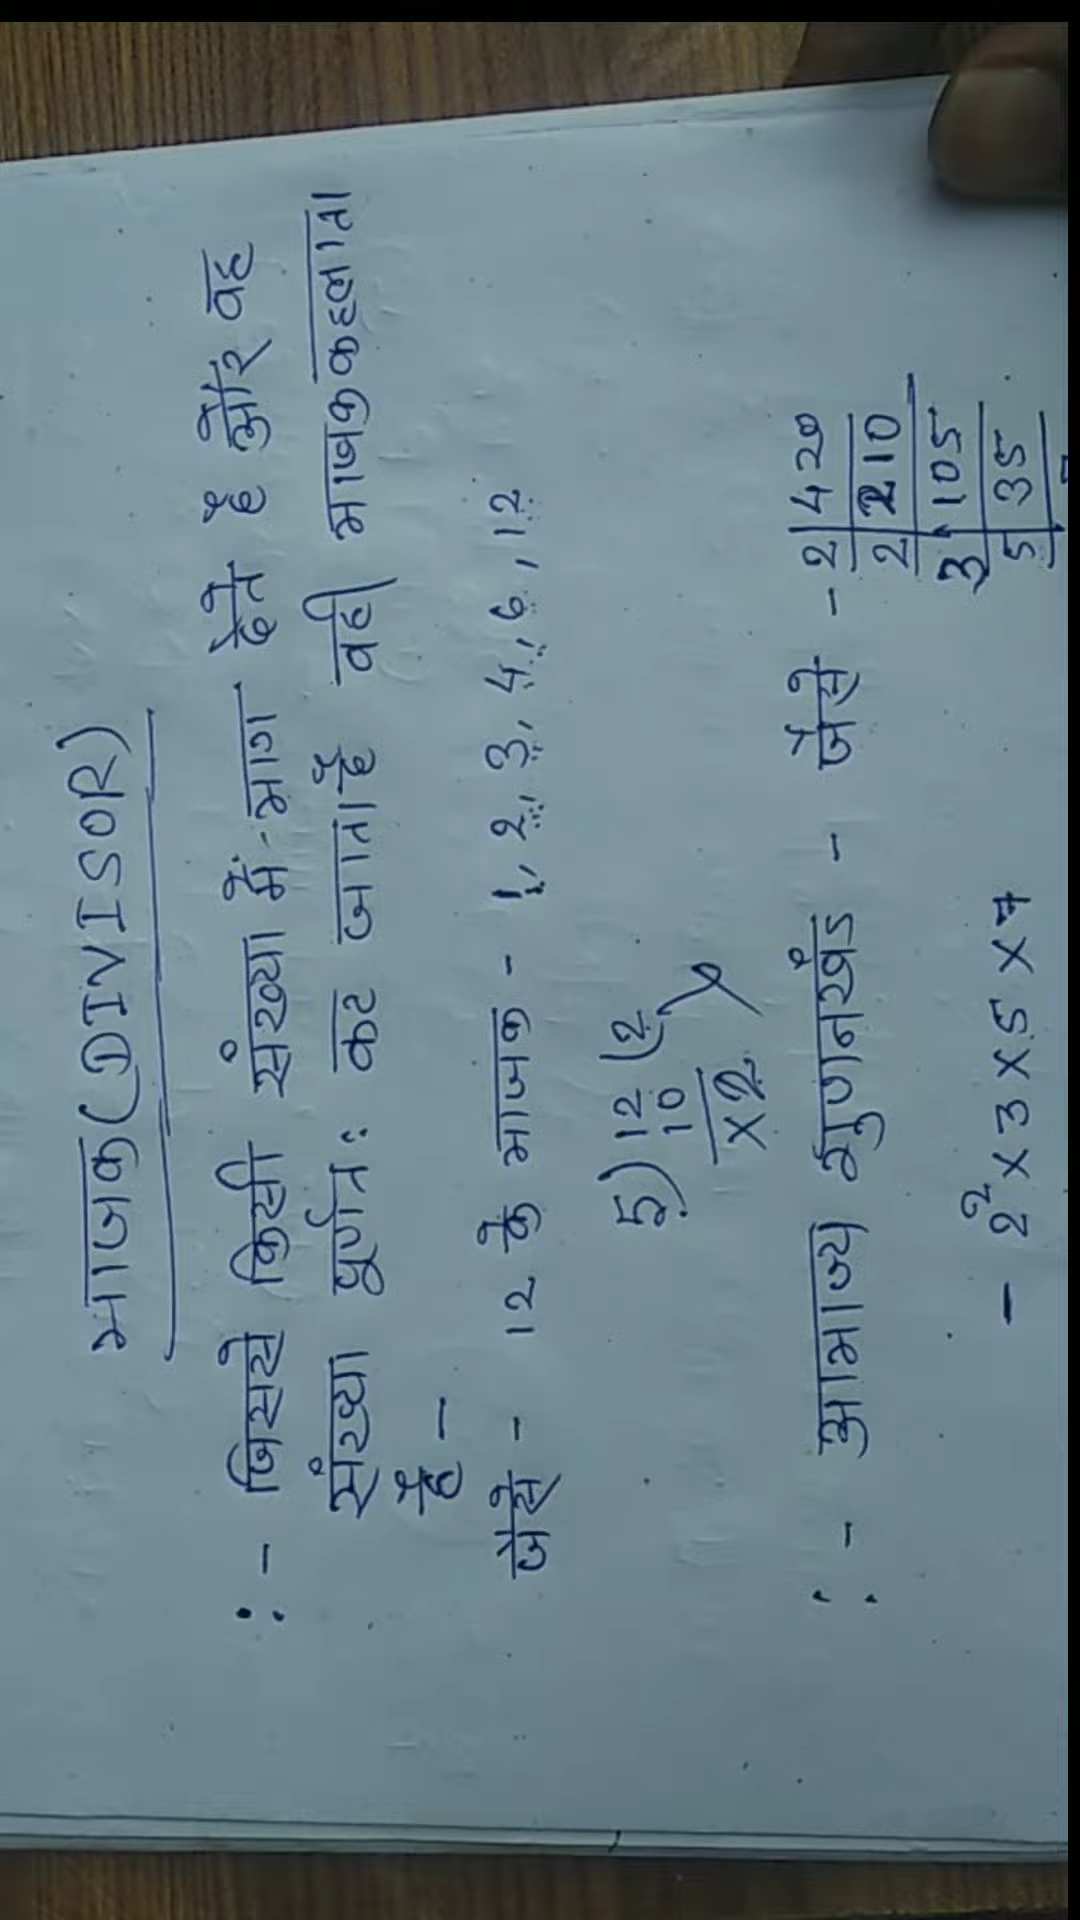 भाजक (DIVISOR)
:- जिससे किसी संख्या में भाग देते है और वह
संख्या पूर्णत: कट जाता है वही भाजक कहलाता
है -
जैसे - 12 के भाजक - 1, 2, 3, 4, 6, 12
5) 12 (2
10
x2
:- अाभाज्य गुणनखंड - जैसे - 2 | 420
2 | 210
3 | 105
5 | 35
- 2² x 3 x 5 x 7